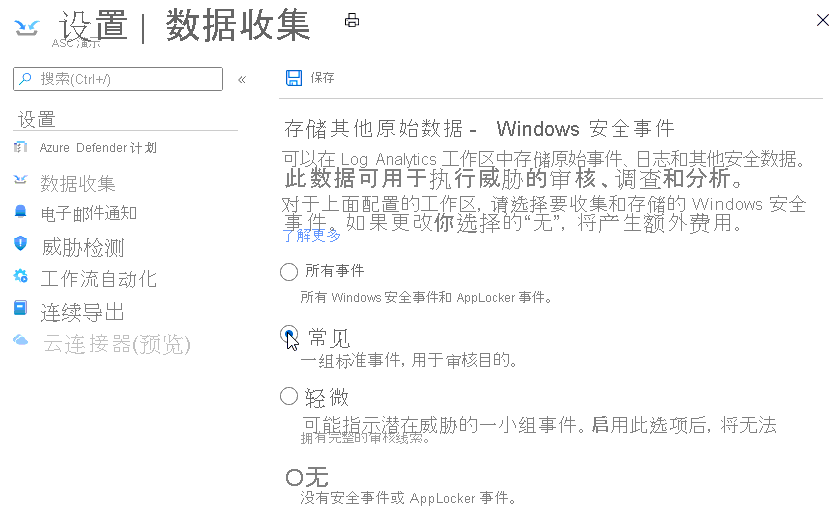 设置 | 数据收集
ASC 演示
搜索(Ctrl+/)
«
设置
Azure Defender 计划
数据收集
电子邮件通知
威胁检测
工作流自动化
连续导出
云连接器(预览)
保存
存储其他原始数据 - Windows 安全事件
可以在 Log Analytics 工作区中存储原始事件、日志和其他安全数据。
此数据可用于执行威胁的审核、调查和分析。
对于上面配置的工作区, 请选择要收集和存储的 Windows 安全
事件。如果更改你选择的“无”, 将产生额外费用。
了解更多
所有事件
所有 Windows 安全事件和 AppLocker 事件。
常见
一组标准事件, 用于审核目的。
轻微
可能指示潜在威胁的一小组事件。启用此选项后, 将无法
拥有完整的审核线索。
无
没有安全事件或 AppLocker 事件。